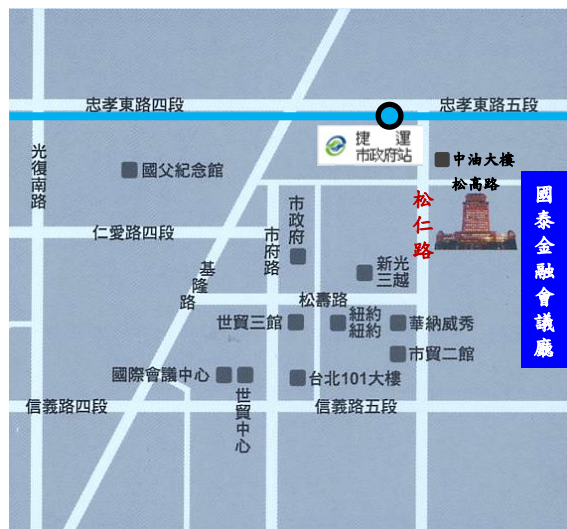 忠孝東路四段
忠孝東路五段
捷運
市政府站
光復南路
國父紀念館
中油大樓
松高路
國泰金融會議廳
松仁路
市政府
仁愛路四段
市府路
基隆路
新光
三越
松壽路
世貿三館
紐約
紐約
華納威秀
市貿二館
國際會議中心
世貿中心
台北101大樓
信義路四段
信義路五段